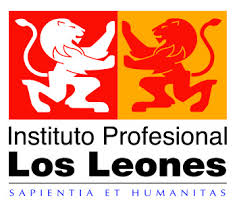 Instituto Profesional
Los Leones
SAPIENTIA ET HUMANITAS